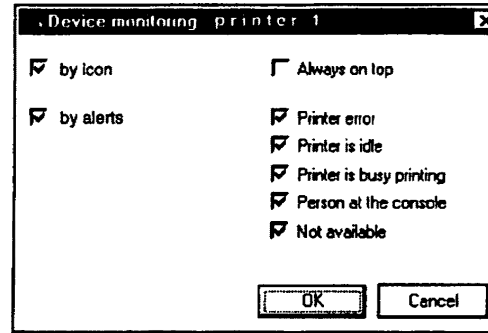 Device monitoring printer 1
by icon
Always on top
by alerts
Printer error
Printer is idle
Printer is busy printing
Person at the console
Not available
OK
Cancel